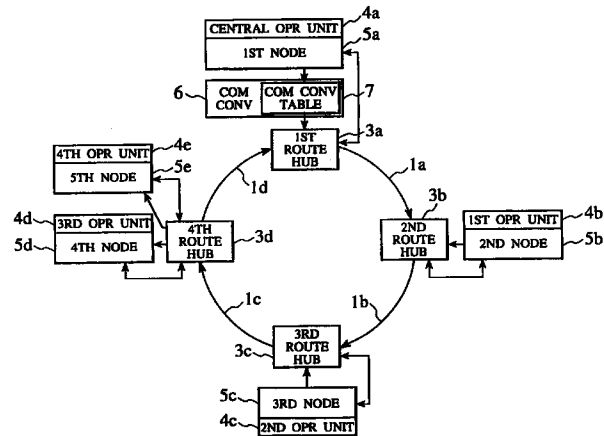 CENTRAL OPR UNIT
4a
1ST NODE
5a
6
COM CONV
COM CONV TABLE
7
1ST ROUTE HUB
3a
4TH OPR UNIT
4e
5TH NODE
5e
1d
1a
4d
3RD OPR UNIT
5d
4TH NODE
4TH ROUTE HUB
3d
3b
2ND ROUTE HUB
1ST OPR UNIT
4b
2ND NODE
5b
1c
1b
3RD ROUTE HUB
3c
5c
3RD NODE
4c
2ND OPR UNIT